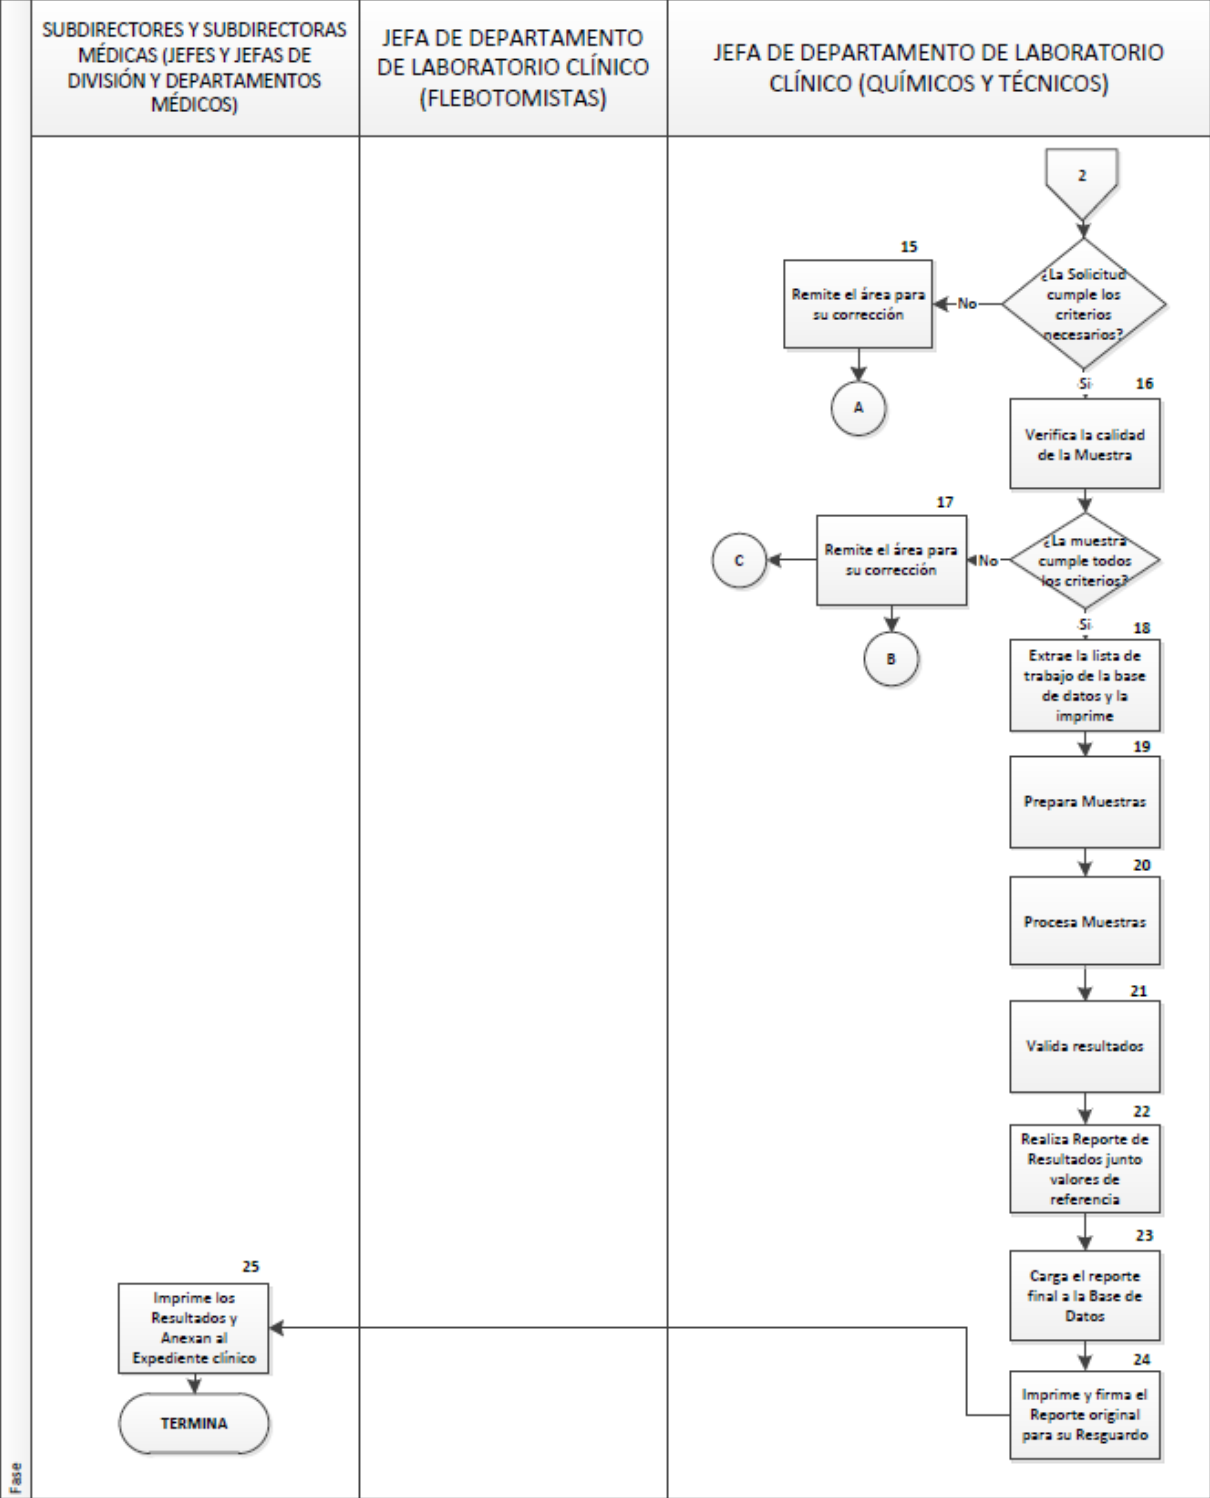 SUBDIRECTORES Y SUBDIRECTORAS
MÉDICAS (JEFES Y JEFAS DE
DIVISIÓN Y DEPARTAMENTOS
MÉDICOS)
JEFA DE DEPARTAMENTO
DE LABORATORIO CLÍNICO
(FLEBOTOMISTAS)
JEFA DE DEPARTAMENTO DE LABORATORIO
CLÍNICO (QUÍMICOS Y TÉCNICOS)
2
¿La Solicitud
cumple los
criterios
necesarios?
No
15
Remite el área para
su corrección
A
Si
16
Verifica la calidad
de la Muestra
¿La muestra
cumple todos
los criterios?
No
17
Remite el área para
su corrección
C
B
Si
18
Extrae la lista de
trabajo de la base
de datos y la
imprime
19
Prepara Muestras
20
Procesa Muestras
21
Valida resultados
22
Realiza Reporte de
Resultados junto
valores de
referencia
23
Carga el reporte
final a la Base de
Datos
24
Imprime y firma el
Reporte original
para su Resguardo
25
Imprime los
Resultados y
Anexan al
Expediente clínico
TERMINA
Fase